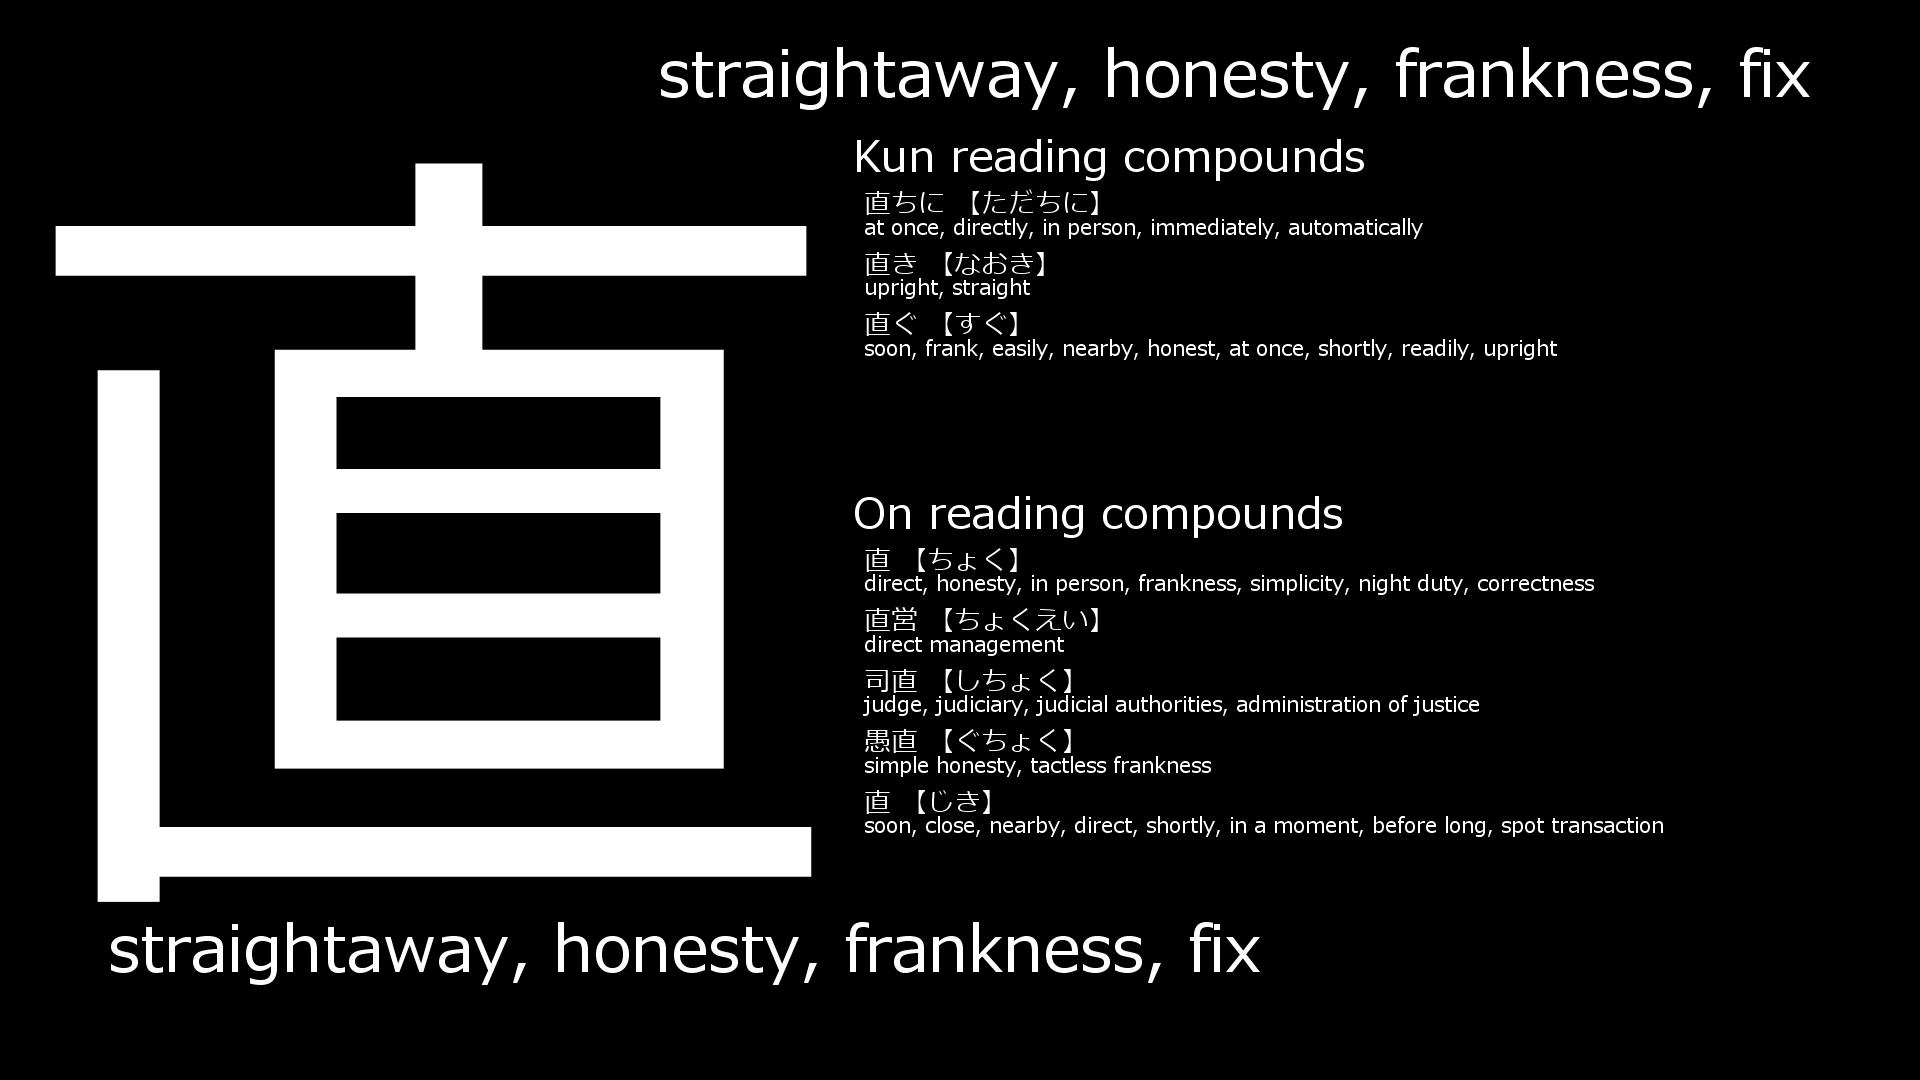 straightaway, honesty, frankness, fix
直
Kun reading compounds
直ちに 【ただちに】
at once, directly, in person, immediately, automatically
直き 【なおき】
upright, straight
直ぐ 【すぐ】
soon, frank, easily, nearby, honest, at once, shortly, readily, upright
On reading compounds
直 【ちょく】
direct, honesty, in person, frankness, simplicity, night duty, correctness
直営 【ちょくえい】
direct management
司直 【しちょく】
judge, judiciary, judicial authorities, administration of justice
愚直 【ぐちょく】
simple honesty, tactless frankness
直 【じき】
soon, close, nearby, direct, shortly, in a moment, before long, spot transaction
straightaway, honesty, frankness, fix